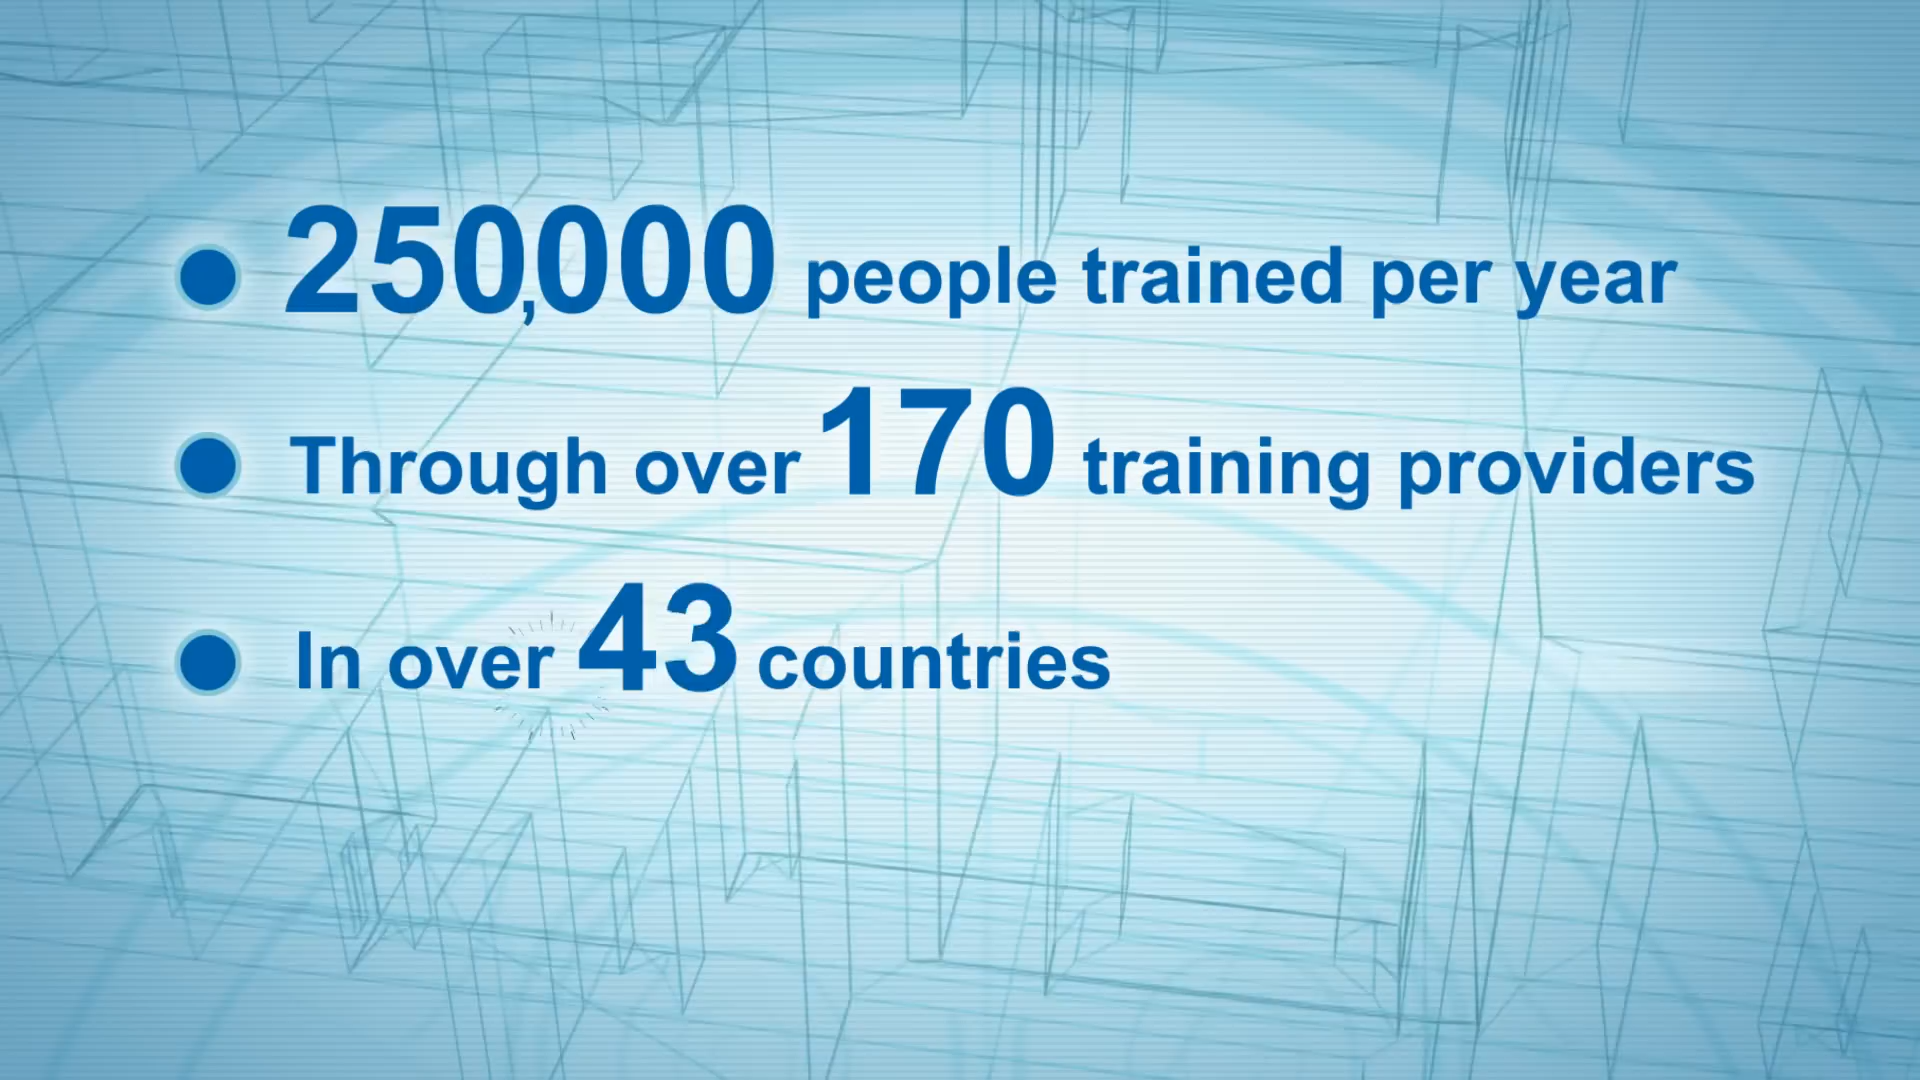 250,000 people trained per year
Through over 170 training providers
In over 43 countries